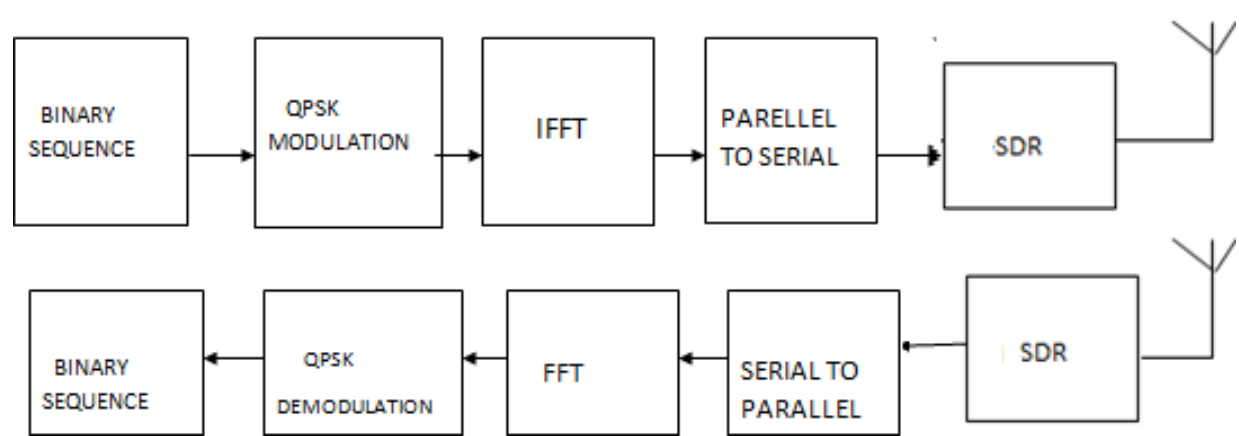 BINARY
SEQUENCE
QPSK
MODULATION
IFFT
PARELLEL
TO SERIAL
SDR
BINARY
SEQUENCE
QPSK
DEMODULATION
FFT
SERIAL TO
PARALLEL
SDR